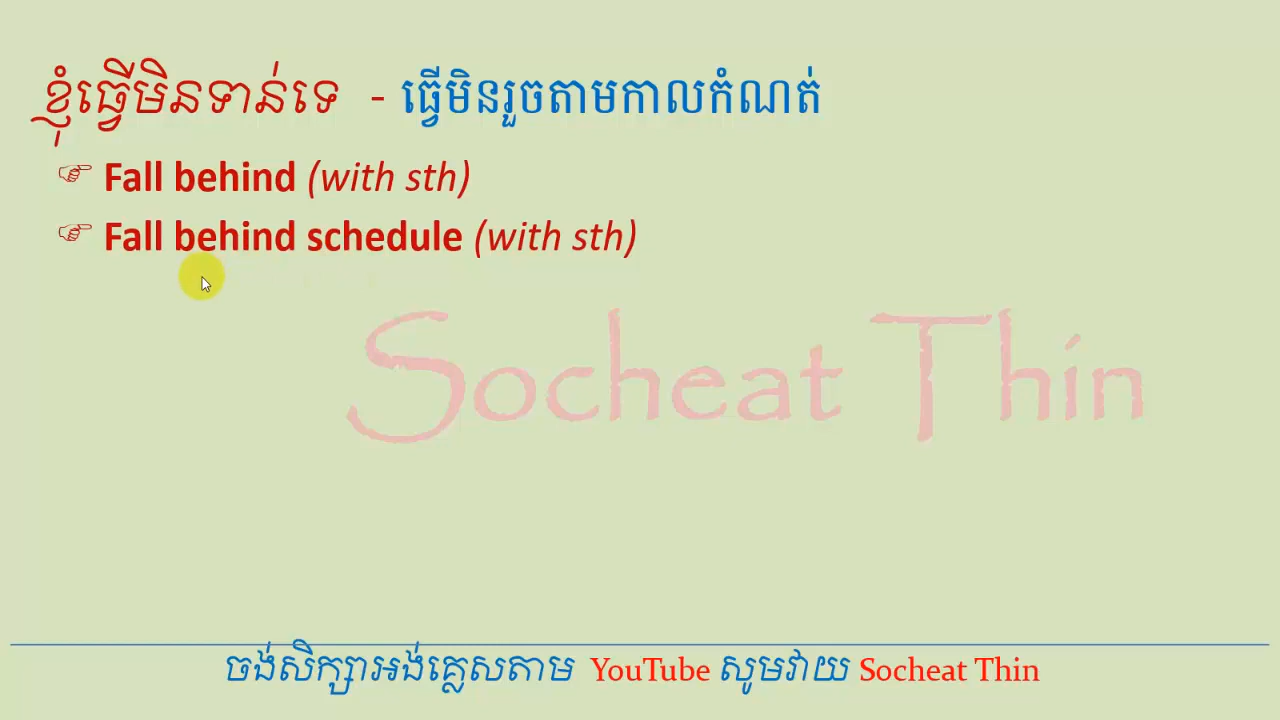 ខ្ញុំធ្វើមិនទាន់ទេ - ធ្វើមិនរួចតាមកាលកំណត់
☞ Fall behind (with sth)
☞ Fall behind schedule (with sth)
Socheat Thin
ចង់សិក្សាអង់គ្លេសតាម YouTube សូមវាយ Socheat Thin